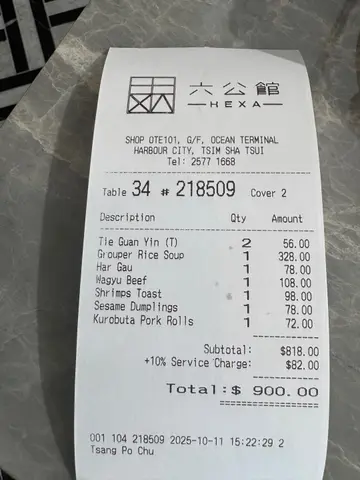 六公館
HEXA
SHOP OTE101, G/F, OCEAN TERMINAL
HARBOUR CITY, TSIM SHA TSUI
Tel: 2577 1668
Table 34 # 218509 Cover 2
Description Qty Amount
Tie Guan Yin (T) 2 56.00
Grouper Rice Soup 1 328.00
Har Gau 1 78.00
Wagyu Beef 1 108.00
Shrimps Toast 1 98.00
Sesame Dumplings 1 78.00
Kurobuta Pork Rolls 1 72.00
Subtotal: $818.00
+10% Service Charge: $82.00
Total:$ 900.00
001 104 218509 2025-10-11 15:22:29 2
Tsang Po Chu